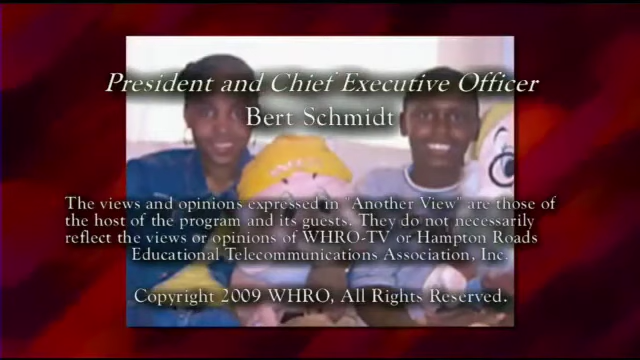 President and Chief Executive Officer
Bert Schmidt
The views and opinions expressed in "Another View" are those of
the host of the program and its guests. They do not necessarily
reflect the views or opinions of WHRO-TV or Hampton Roads
Educational Telecommunications Association, Inc.
Copyright 2009 WHRO, All Rights Reserved.